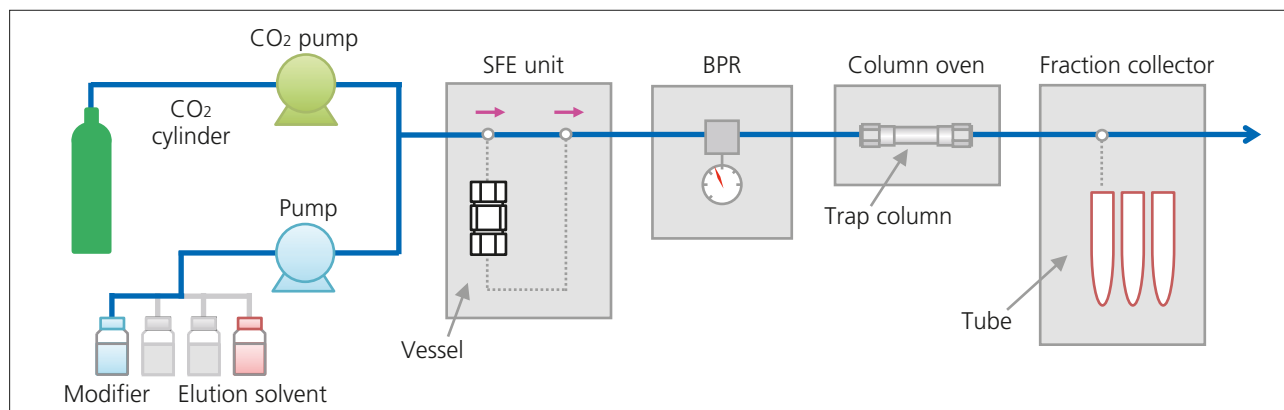 CO₂ pump
SFE unit
BPR
Column oven
Fraction collector
CO₂
cylinder
Pump
Trap column
Tube
Vessel
Modifier
Elution solvent